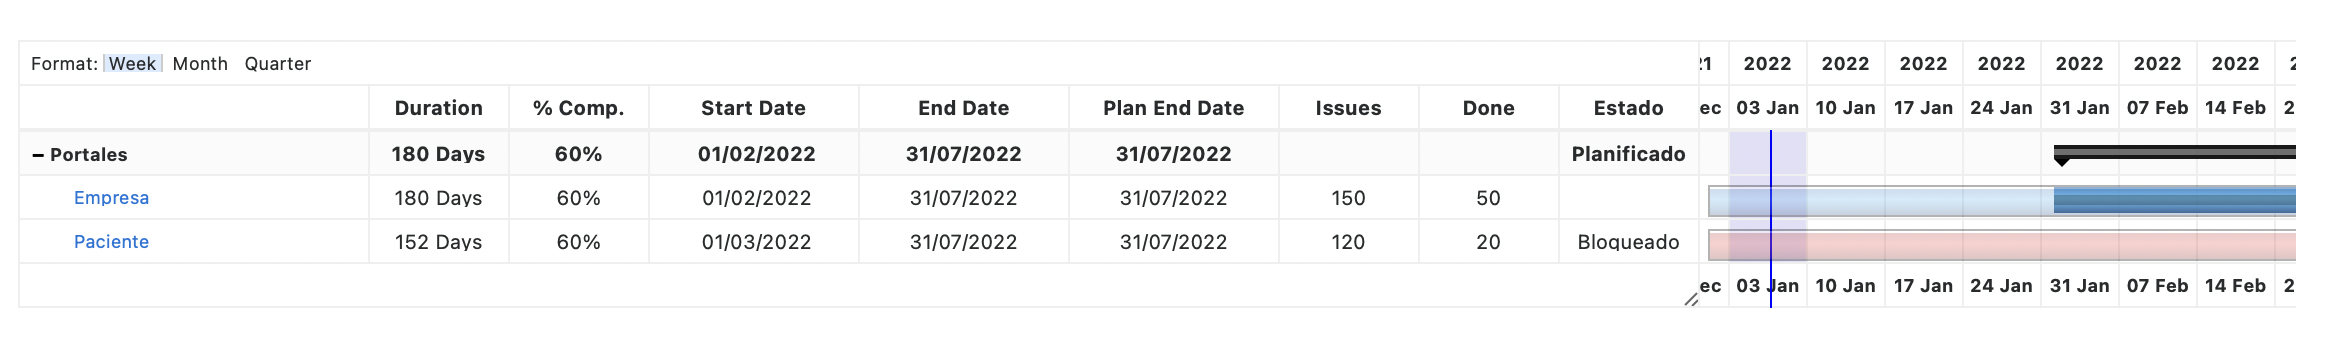 Format: Week Month Quarter 2022 2022 2022 2022 2022 2022 2022
Duration % Comp. Start Date End Date Plan End Date Issues Done Estado ec 03 Jan 10 Jan 17 Jan 24 Jan 31 Jan 07 Feb 14 Feb 2
Portales 180 Days 60% 01/02/2022 31/07/2022 31/07/2022 Planificado
Empresa 180 Days 60% 01/02/2022 31/07/2022 31/07/2022 150 50
Paciente 152 Days 60% 01/03/2022 31/07/2022 31/07/2022 120 20 Bloqueado
ec 03 Jan 10 Jan 17 Jan 24 Jan 31 Jan 07 Feb 14 Feb 2